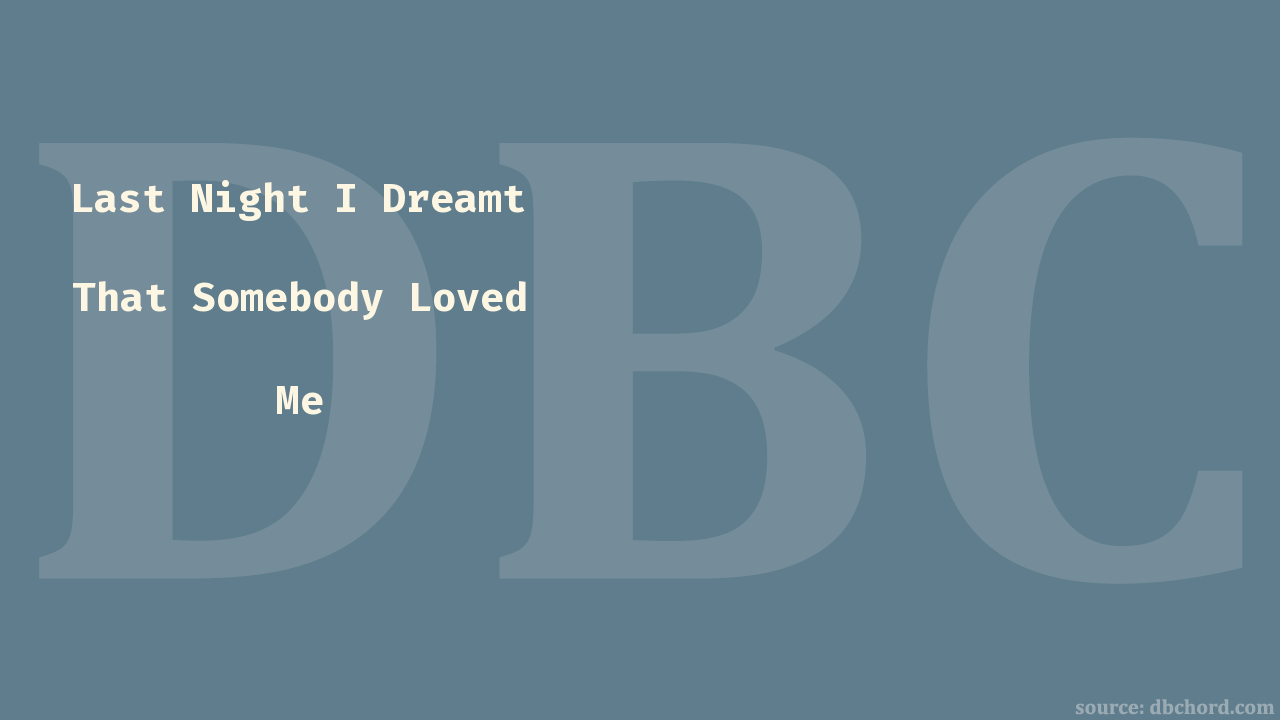 DBC
Last Night I Dreamt
That Somebody Loved
Me
source: dbchord.com